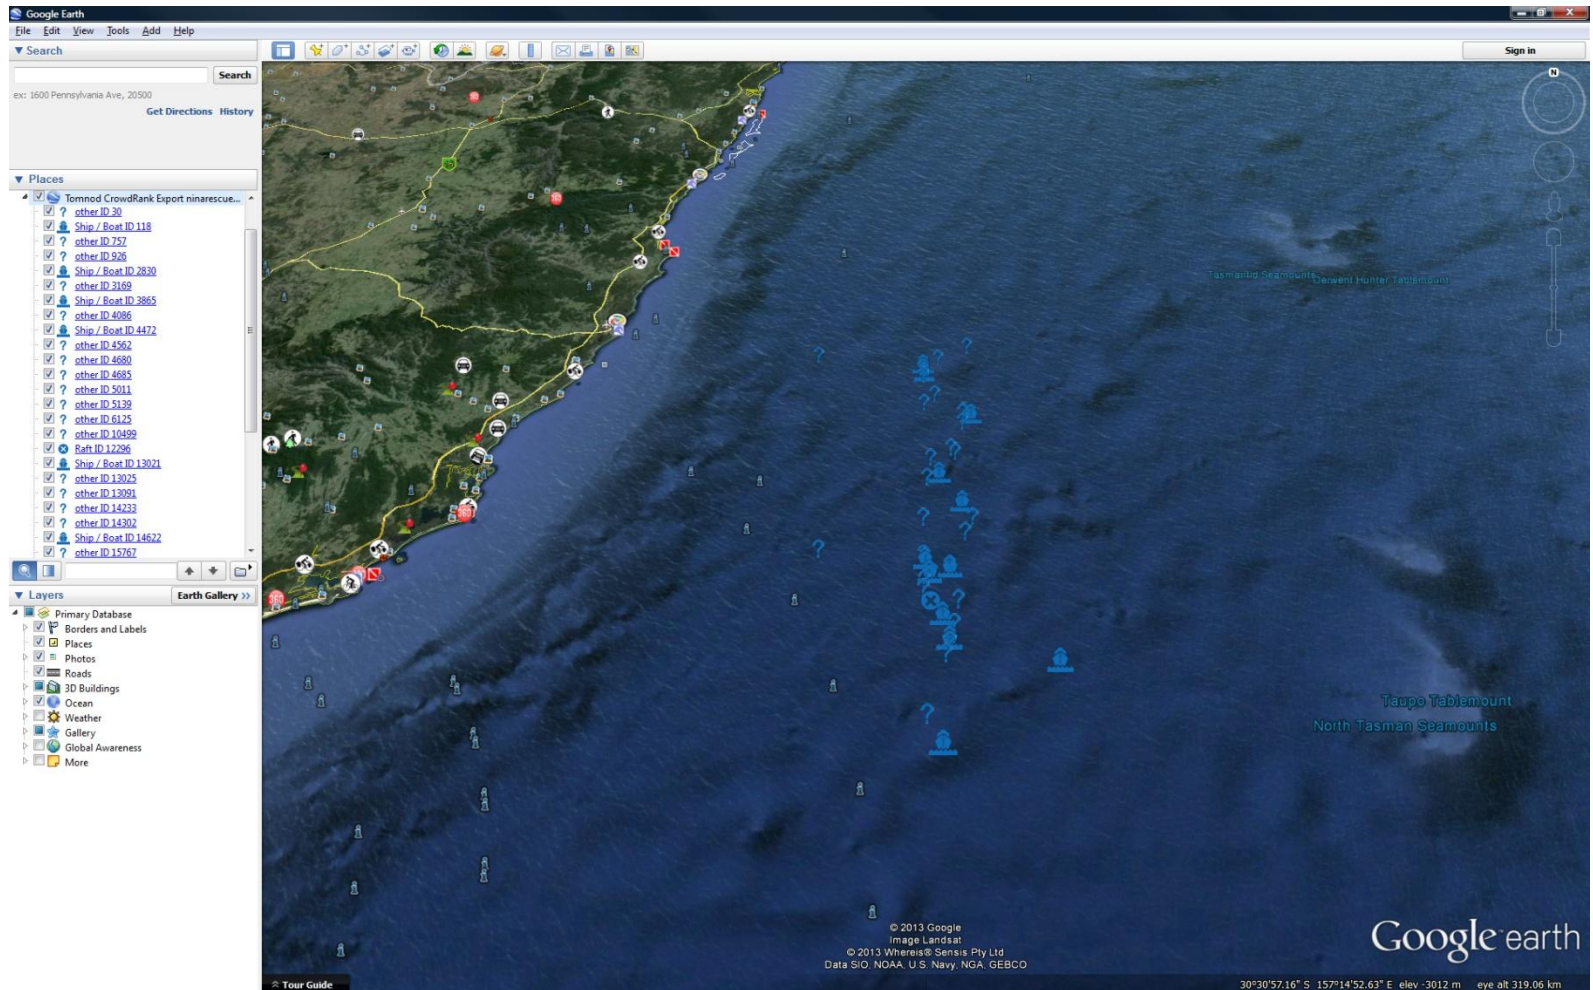 Google Earth
File Edit View Tools Add Help
Search
Search
ex: 1600 Pennsylvania Ave, 20500
Get Directions History
Places
Tomnod CrowdRank Export ninarescue...
other ID 30
Ship / Boat ID 118
other ID 757
other ID 926
Ship / Boat ID 2830
other ID 3169
Ship / Boat ID 3865
other ID 4086
Ship / Boat ID 4472
other ID 4562
other ID 4680
other ID 4685
other ID 5011
other ID 5139
other ID 6125
other ID 10499
Raft ID 12296
Ship / Boat ID 13021
other ID 13025
other ID 13091
other ID 14233
other ID 14302
Ship / Boat ID 14622
other ID 15767
Layers
Earth Gallery >>
Primary Database
Borders and Labels
Places
Photos
Roads
3D Buildings
Ocean
Weather
Gallery
Global Awareness
More
Sign in
N
360
360
360
360
Tasmantid Seamounts
Derwent Hunter Tablemount
Taupo Tablemount
North Tasman Seamounts
© 2013 Google
Image Landsat
© 2013 Whereis® Sensis Pty Ltd
Data SIO, NOAA, U.S. Navy, NGA, GEBCO
Google earth
Tour Guide
30°30'57.16" S 157°14'52.63" E elev -3012 m eye alt 319.06 km